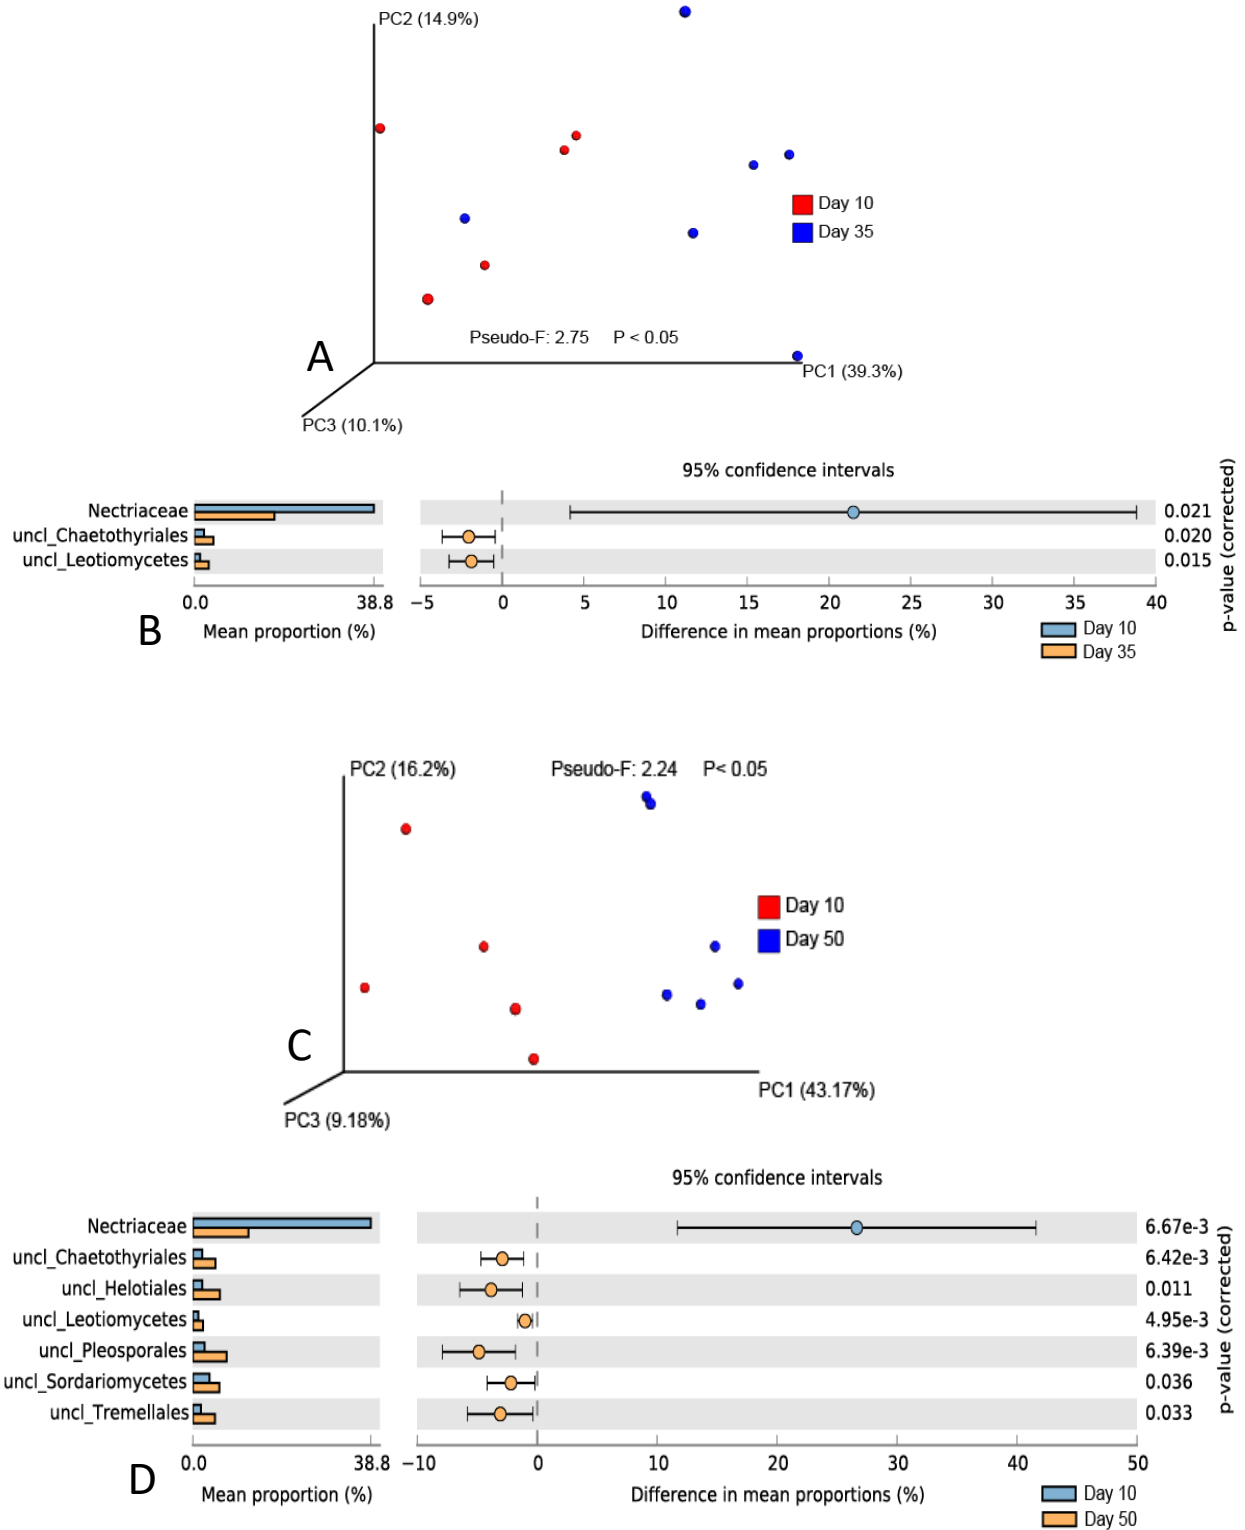 PC2 (14.9%)
Day 10
Day 35
Pseudo-F: 2.75 P < 0.05
A
PC1 (39.3%)
PC3 (10.1%)
95% confidence intervals
Nectriaceae 0.021
uncl_Chaetothyriales 0.020
uncl_Leotiomycetes 0.015
p-value (corrected)
0.0 38.8 −5 0 5 10 15 20 25 30 35 40
B
Mean proportion (%) Difference in mean proportions (%)
Day 10
Day 35
PC2 (16.2%) Pseudo-F: 2.24 P< 0.05
Day 10
Day 50
C
PC1 (43.17%)
PC3 (9.18%)
95% confidence intervals
Nectriaceae 6.67e-3
uncl_Chaetothyriales 6.42e-3
uncl_Helotiales 0.011
uncl_Leotiomycetes 4.95e-3
uncl_Pleosporales 6.39e-3
uncl_Sordariomycetes 0.036
uncl_Tremellales 0.033
p-value (corrected)
0.0 38.8 −10 0 10 20 30 40 50
D
Mean proportion (%) Difference in mean proportions (%)
Day 10
Day 50